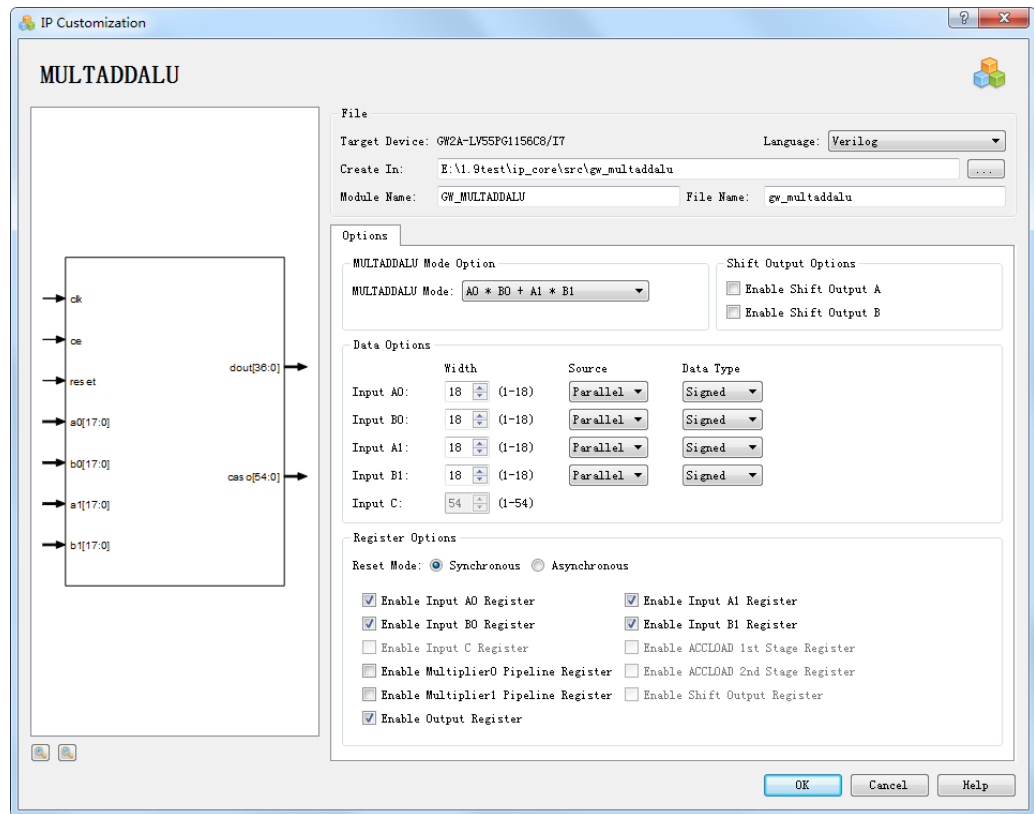 IP Customization
MULTADDALU
clk
ce
reset
a0[17:0]
b0[17:0]
a1[17:0]
b1[17:0]
dout[36:0]
caso[54:0]
File
Target Device: GW2A-LV55PG1156C8/I7
Language: Verilog
Create In: E:\1.9test\ip_core\src\gw_multaddalu ...
Module Name: GW_MULTADDALU
File Name: gw_multaddalu
Options
MULTADDALU Mode Option
MULTADDALU Mode: A0 * B0 + A1 * B1
Shift Output Options
Enable Shift Output A
Enable Shift Output B
Data Options
Width Source Data Type
Input A0: 18 (1-18) Parallel Signed
Input B0: 18 (1-18) Parallel Signed
Input A1: 18 (1-18) Parallel Signed
Input B1: 18 (1-18) Parallel Signed
Input C: 54 (1-54)
Register Options
Reset Mode: Synchronous Asynchronous
Enable Input A0 Register Enable Input A1 Register
Enable Input B0 Register Enable Input B1 Register
Enable Input C Register Enable ACCLOAD 1st Stage Register
Enable Multiplier0 Pipeline Register Enable ACCLOAD 2nd Stage Register
Enable Multiplier1 Pipeline Register Enable Shift Output Register
Enable Output Register
OK Cancel Help